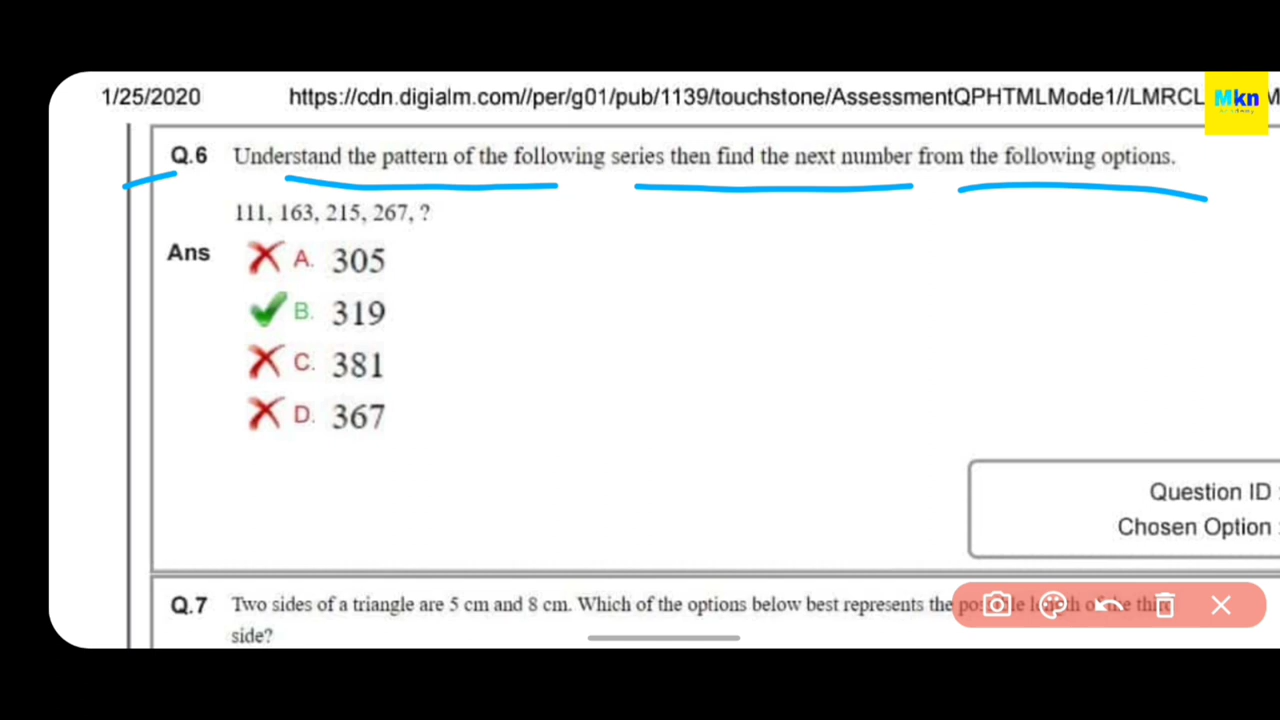 1/25/2020 https://cdn.digialm.com//per/g01/pub/1139/touchstone/AssessmentQPHTMLMode1//LMRCL
Mkn
Q.6 Understand the pattern of the following series then find the next number from the following options.
111, 163, 215, 267, ?
Ans A. 305
B. 319
C. 381
D. 367
Question ID :
Chosen Option :
Q.7 Two sides of a triangle are 5 cm and 8 cm. Which of the options below best represents the
side?